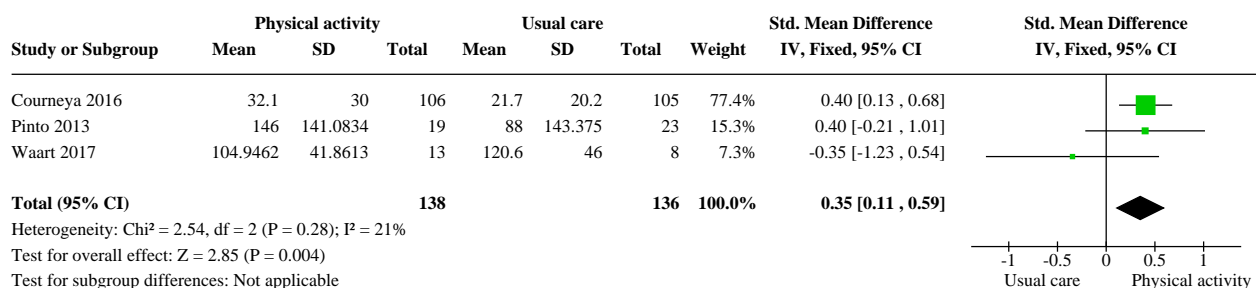 Physical activity Usual care Std. Mean Difference Std. Mean Difference
Study or Subgroup Mean SD Total Mean SD Total Weight IV, Fixed, 95% CI IV, Fixed, 95% CI
Courneya 2016 32.1 30 106 21.7 20.2 105 77.4% 0.40 [0.13 , 0.68]
Pinto 2013 146 141.0834 19 88 143.375 23 15.3% 0.40 [-0.21 , 1.01]
Waart 2017 104.9462 41.8613 13 120.6 46 8 7.3% -0.35 [-1.23 , 0.54]
Total (95% CI) 138 136 100.0% 0.35 [0.11 , 0.59]
Heterogeneity: Chi² = 2.54, df = 2 (P = 0.28); I² = 21%
Test for overall effect: Z = 2.85 (P = 0.004)
-1 -0.5 0 0.5 1
Test for subgroup differences: Not applicable
Usual care Physical activity